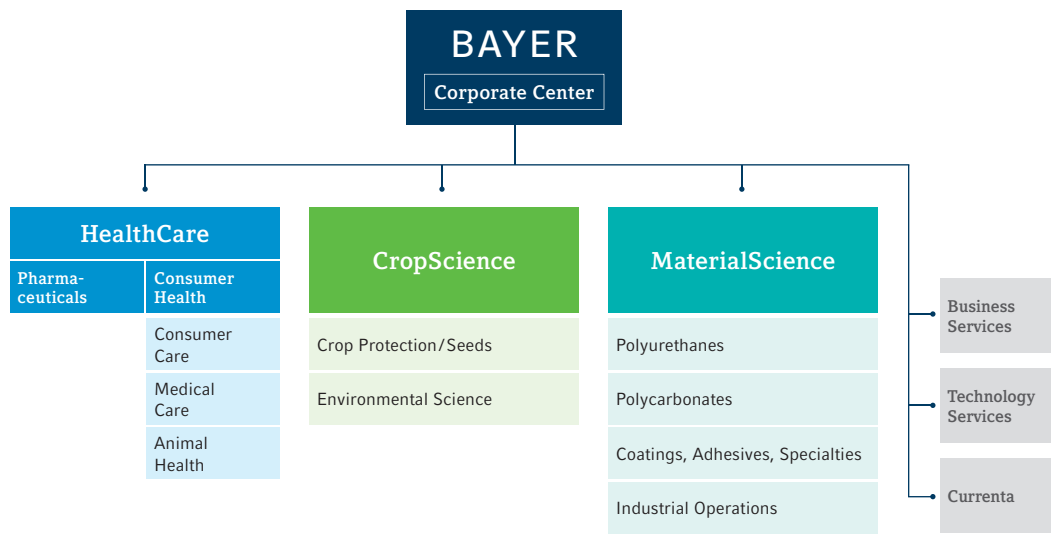 BAYER
Corporate Center
HealthCare
Pharma-
ceuticals
Consumer
Health
Consumer
Care
Medical
Care
Animal
Health
CropScience
Crop Protection/Seeds
Environmental Science
MaterialScience
Polyurethanes
Polycarbonates
Coatings, Adhesives, Specialties
Industrial Operations
Business
Services
Technology
Services
Currenta